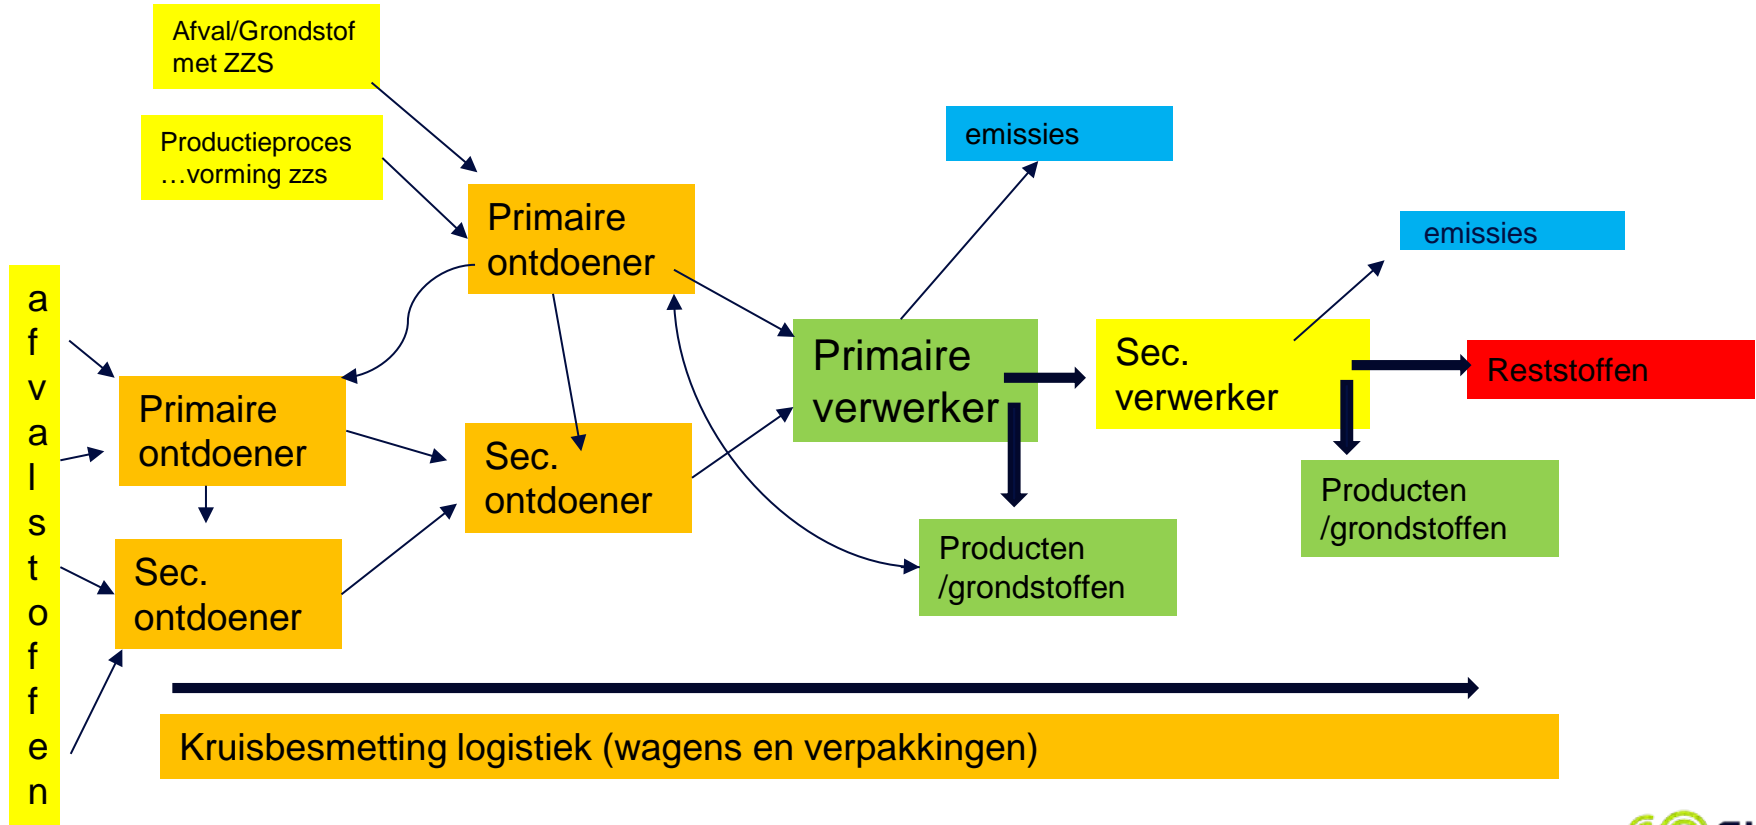 Afval/Grondstof
met ZZS
Productieproces
…vorming zzs
emissies
Primaire
ontdoener
emissies
a
f
v
a
l
s
t
o
f
f
e
n
Primaire
verwerker
Sec.
verwerker
Reststoffen
Primaire
ontdoener
Sec.
ontdoener
Producten
/grondstoffen
Producten
/grondstoffen
Sec.
ontdoener
Kruisbesmetting logistiek (wagens en verpakkingen)